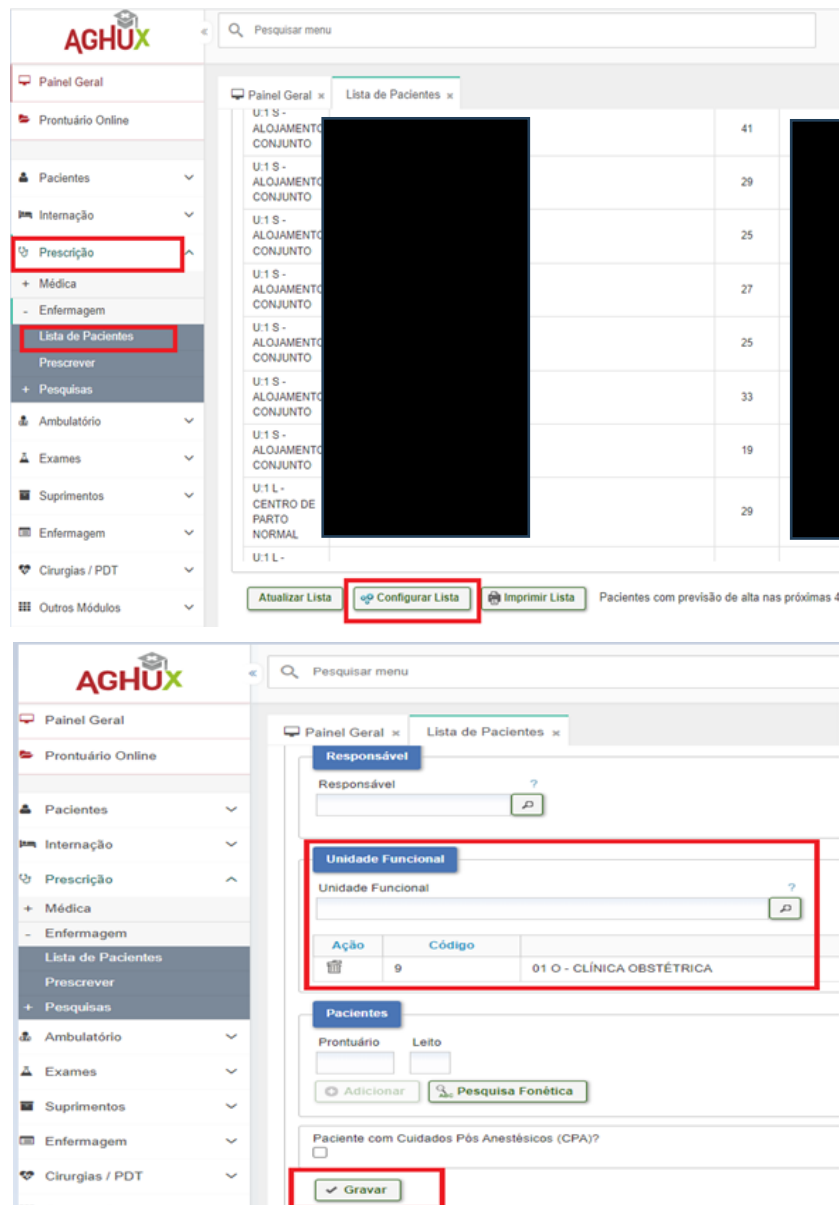 AGHUX
«
Pesquisar menu
Painel Geral
Prontuário Online
Pacientes
Internação
Prescrição
+ Médica
- Enfermagem
Lista de Pacientes
Prescrever
+ Pesquisas
Ambulatório
Exames
Suprimentos
Enfermagem
Cirurgias / PDT
Outros Módulos
Painel Geral × Lista de Pacientes ×
U:1 S -
ALOJAMENTO
CONJUNTO
41
U:1 S -
ALOJAMENTO
CONJUNTO
29
U:1 S -
ALOJAMENTO
CONJUNTO
25
U:1 S -
ALOJAMENTO
CONJUNTO
27
U:1 S -
ALOJAMENTO
CONJUNTO
25
U:1 S -
ALOJAMENTO
CONJUNTO
33
U:1 S -
ALOJAMENTO
CONJUNTO
19
U:1 L -
CENTRO DE
PARTO
NORMAL
29
U:1 L -
Atualizar Lista Configurar Lista Imprimir Lista Pacientes com previsão de alta nas próximas 4
AGHUX
«
Pesquisar menu
Painel Geral
Prontuário Online
Pacientes
Internação
Prescrição
+ Médica
- Enfermagem
Lista de Pacientes
Prescrever
+ Pesquisas
Ambulatório
Exames
Suprimentos
Enfermagem
Cirurgias / PDT
Painel Geral × Lista de Pacientes ×
Responsável
Responsável ?
Unidade Funcional
Unidade Funcional ?
Ação Código
9 01 O - CLÍNICA OBSTÉTRICA
Pacientes
Prontuário Leito
Adicionar ABC Pesquisa Fonética
Paciente com Cuidados Pós Anestésicos (CPA)?
Gravar